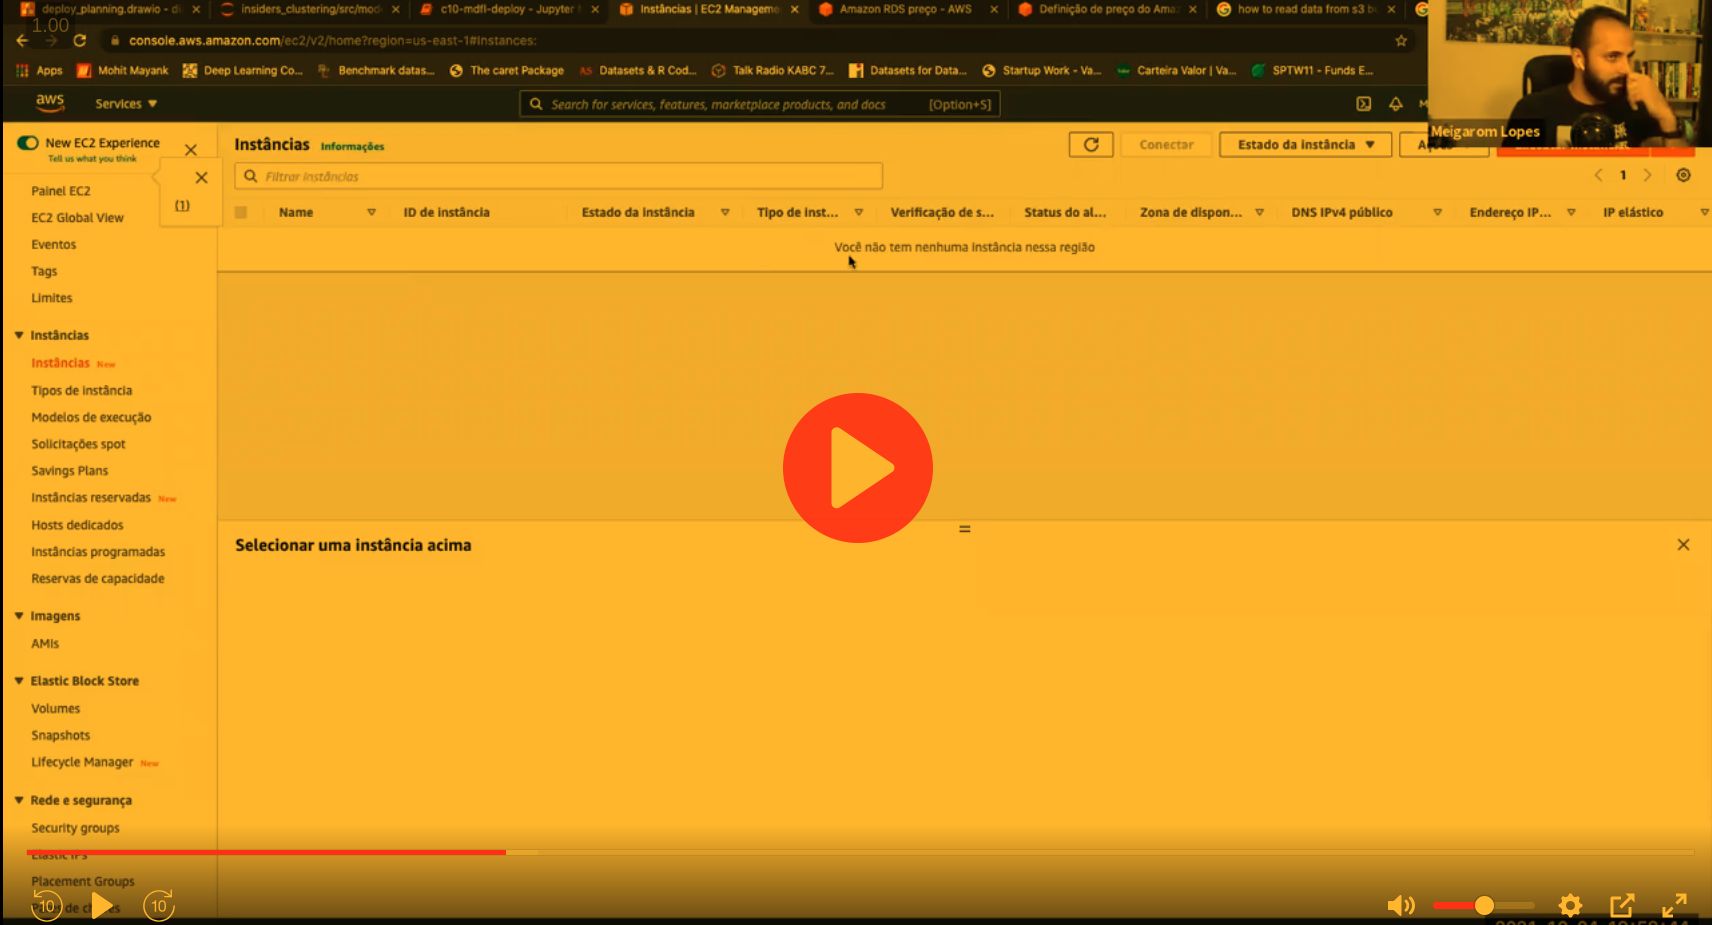 deploy_planning.drawio - di
insiders_clustering/src/mod
c10-mdfl-deploy - Jupyter
Instâncias | EC2 Managem
Amazon RDS preço - AWS
Definição de preço do Ama
how to read data from s3 b
1.00
console.aws.amazon.com/ec2/v2/home?region=us-east-1#Instances:
Apps
Mohit Mayank
Deep Learning Co...
Benchmark datas...
The caret Package
Datasets & R Cod...
Talk Radio KABC 7...
Datasets for Data...
Startup Work - Va...
Carteira Valor | Va...
SPTW11 - Funds E...
aws
Services
Search for services, features, marketplace products, and docs
[Option+S]
Meigarom Lopes
New EC2 Experience
Tell us what you think
(1)
Painel EC2
EC2 Global View
Eventos
Tags
Limites
Instâncias
Instâncias New
Tipos de instância
Modelos de execução
Solicitações spot
Savings Plans
Instâncias reservadas New
Hosts dedicados
Instâncias programadas
Reservas de capacidade
Imagens
AMIs
Elastic Block Store
Volumes
Snapshots
Lifecycle Manager New
Rede e segurança
Security groups
Elastic IPs
Placement Groups
Instâncias Informações
Conectar
Estado da instância
Filtrar instâncias
1
Name
ID de instância
Estado da instância
Tipo de inst...
Verificação de s...
Status do al...
Zona de dispon...
DNS IPv4 público
Endereço IP...
IP elástico
Você não tem nenhuma instância nessa região
Selecionar uma instância acima
10
10